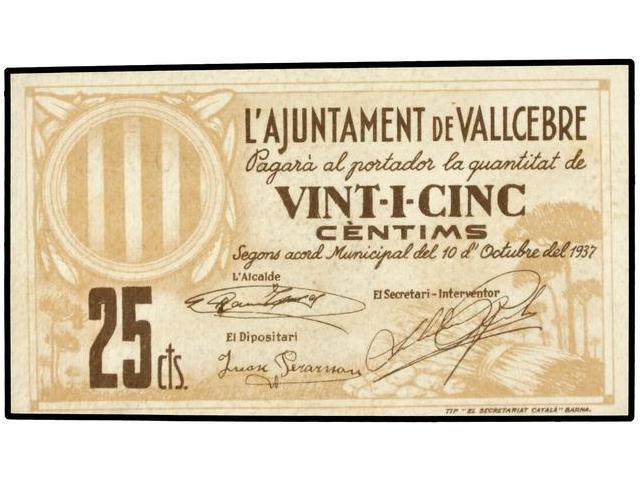 L'AJUNTAMENT DE VALLCEBRE
Pagarà al portador la quantitat de
VINT-I-CINC
CÈNTIMS
Segons acord Municipal del 10 d'Octubre del 1937
L'Alcalde
El Secretari-Interventor
El Dipositari
25 cts.
TIP "EL SECRETARIAT CATALÀ" BARNA.